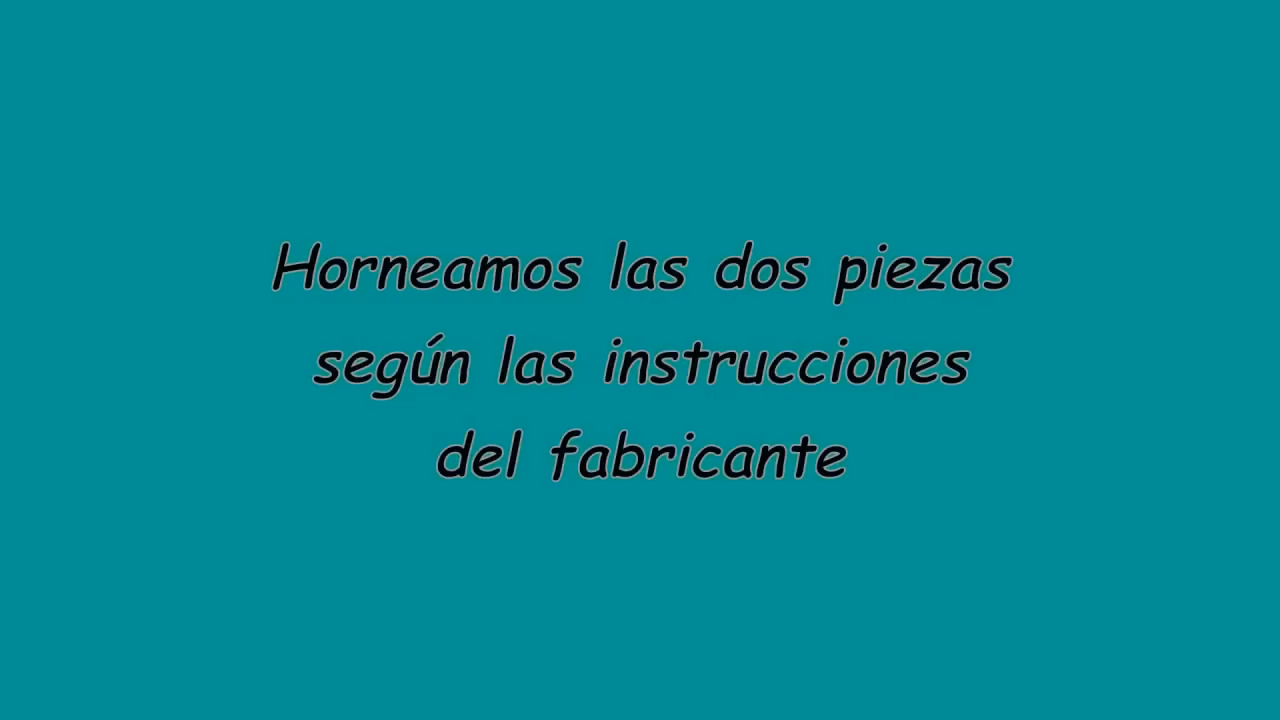 Horneamos las dos piezas
según las instrucciones
del fabricante